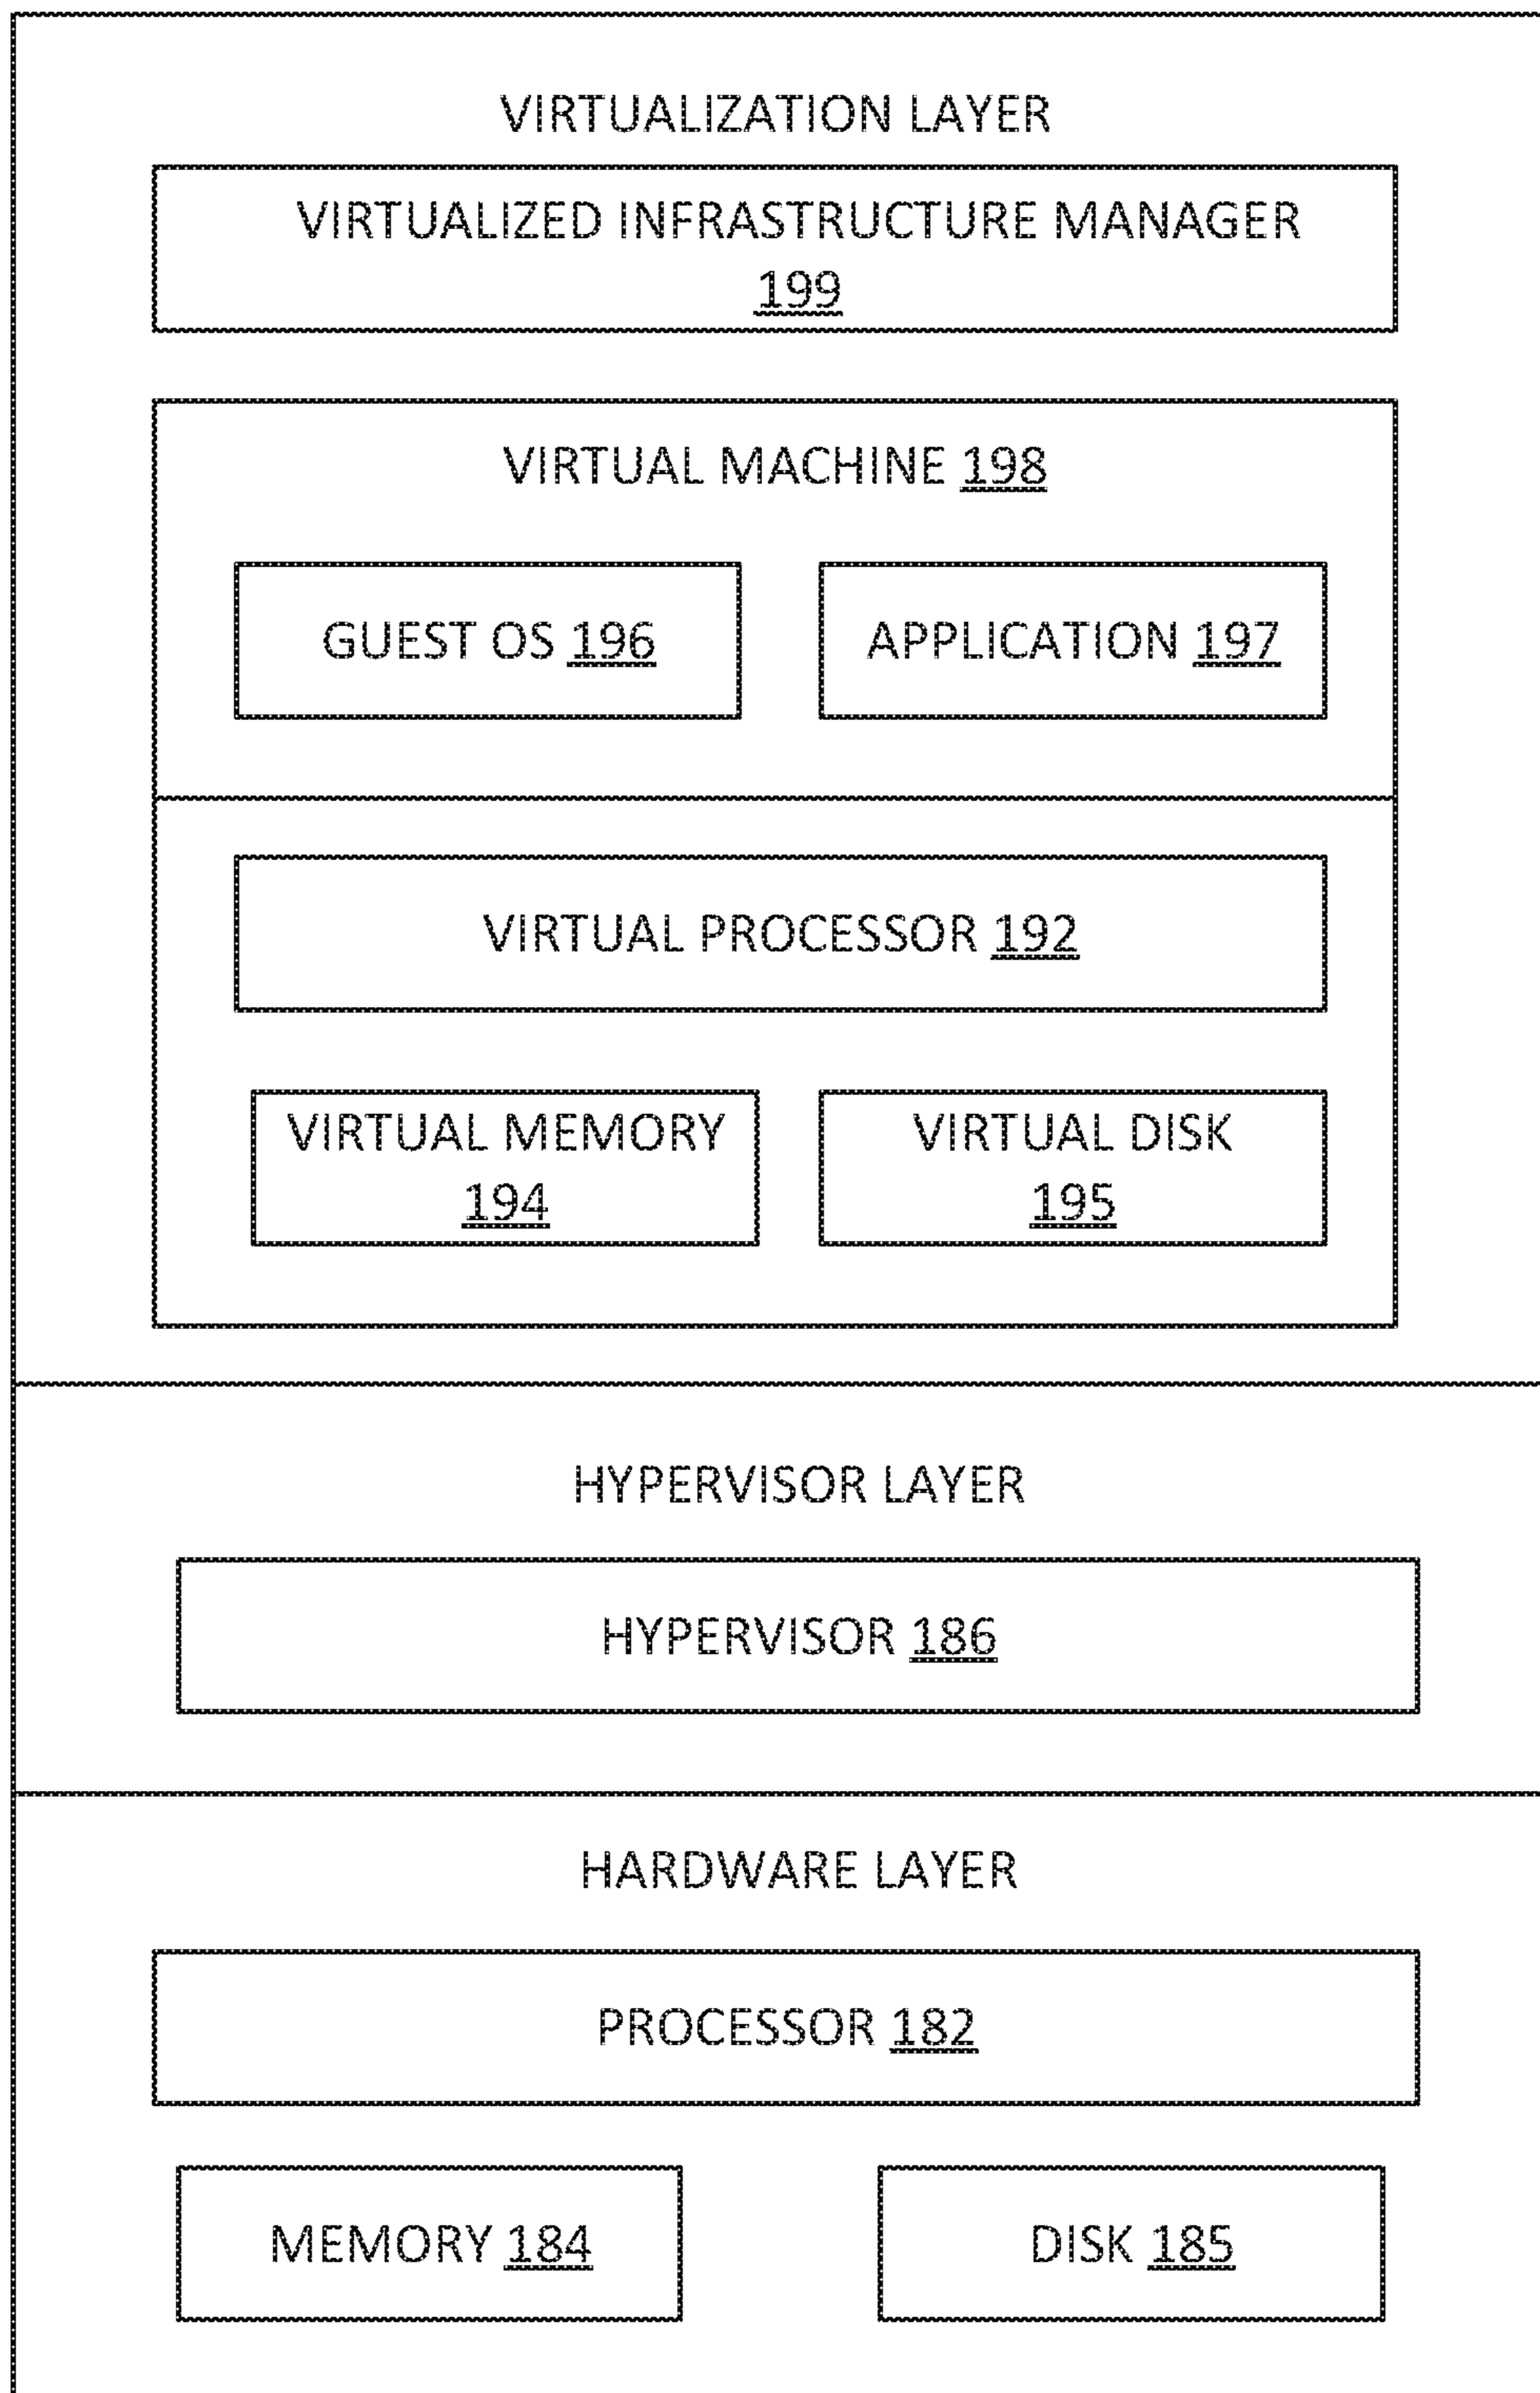 VIRTUALIZATION LAYER
VIRTUALIZED INFRASTRUCTURE MANAGER
199
VIRTUAL MACHINE 198
GUEST OS 196
APPLICATION 197
VIRTUAL PROCESSOR 192
VIRTUAL MEMORY
194
VIRTUAL DISK
195
HYPERVISOR LAYER
HYPERVISOR 186
HARDWARE LAYER
PROCESSOR 182
MEMORY 184
DISK 185